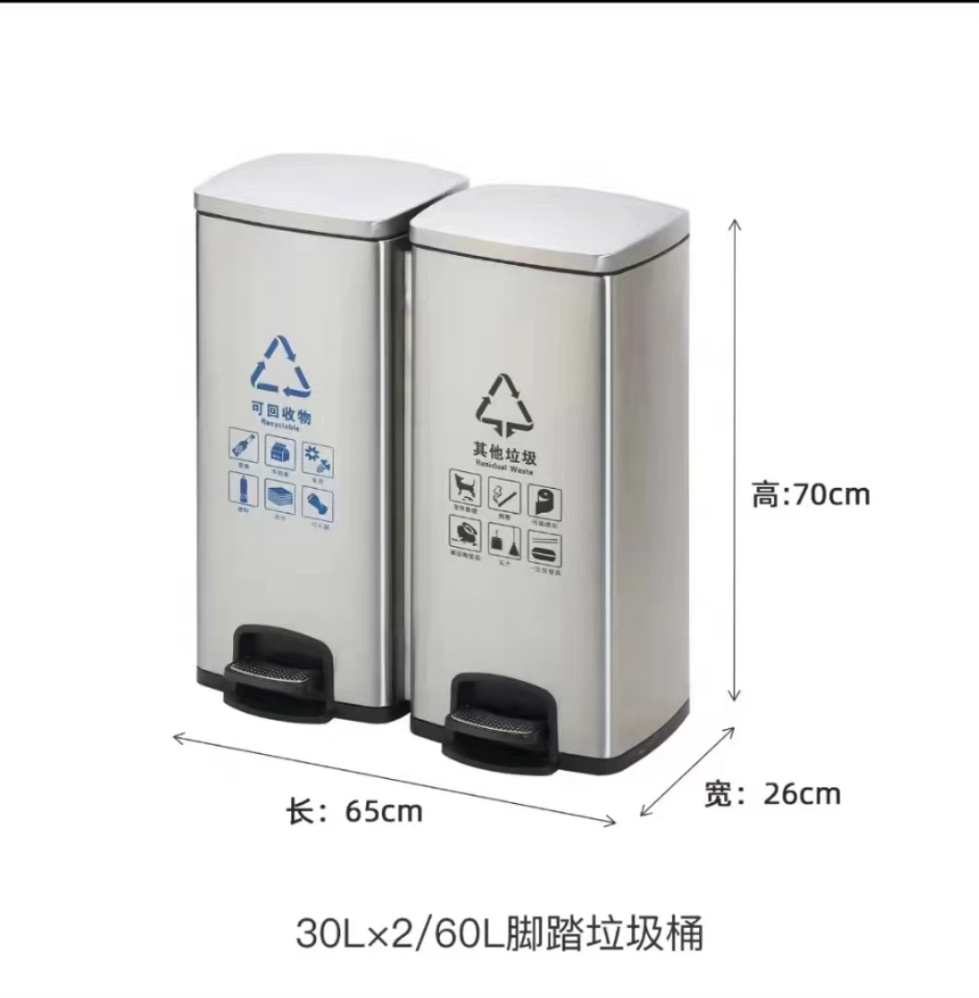 可回收物
Recyclable
其他垃圾
Residual Waste
高:70cm
宽：26cm
长：65cm
30L×2/60L脚踏垃圾桶